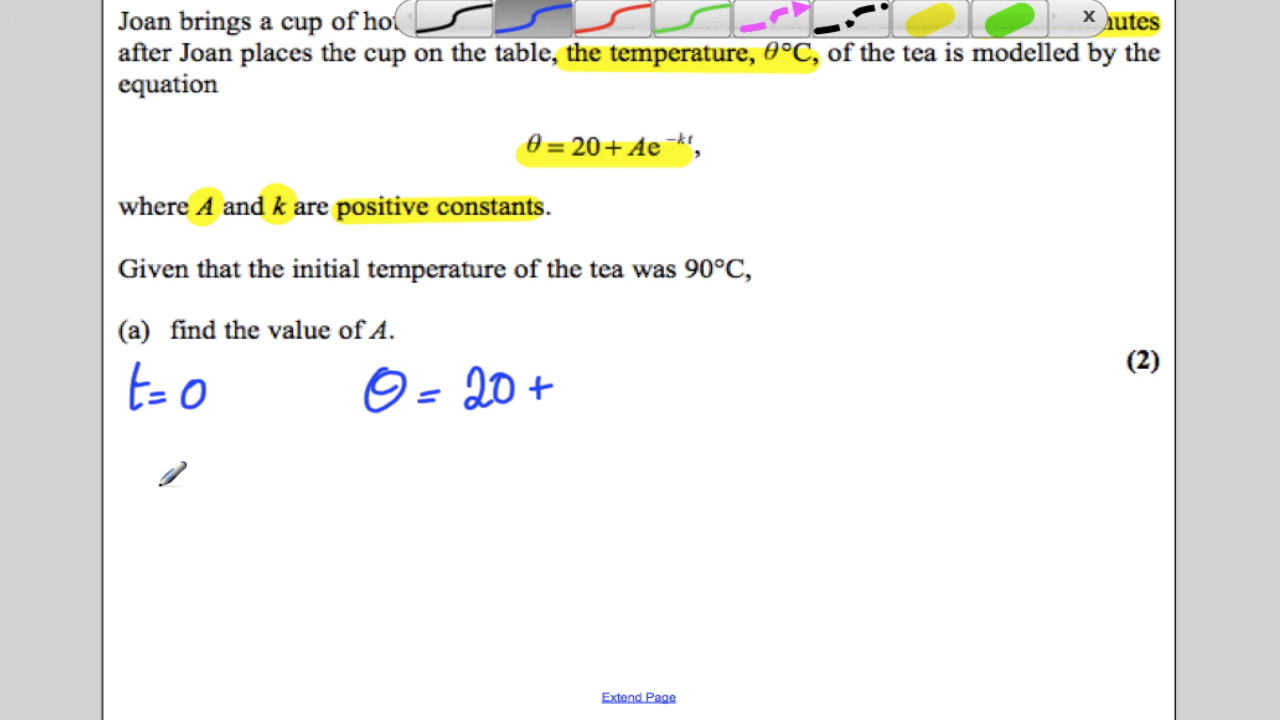 Joan brings a cup of hot
after Joan places the cup on the table, the temperature, θ°C, of the tea is modelled by the
equation
θ = 20 + Ae⁻ᵏᵗ,
where A and k are positive constants.
Given that the initial temperature of the tea was 90°C,
(a) find the value of A.
(2)
t = 0 θ = 20 +
Extend Page